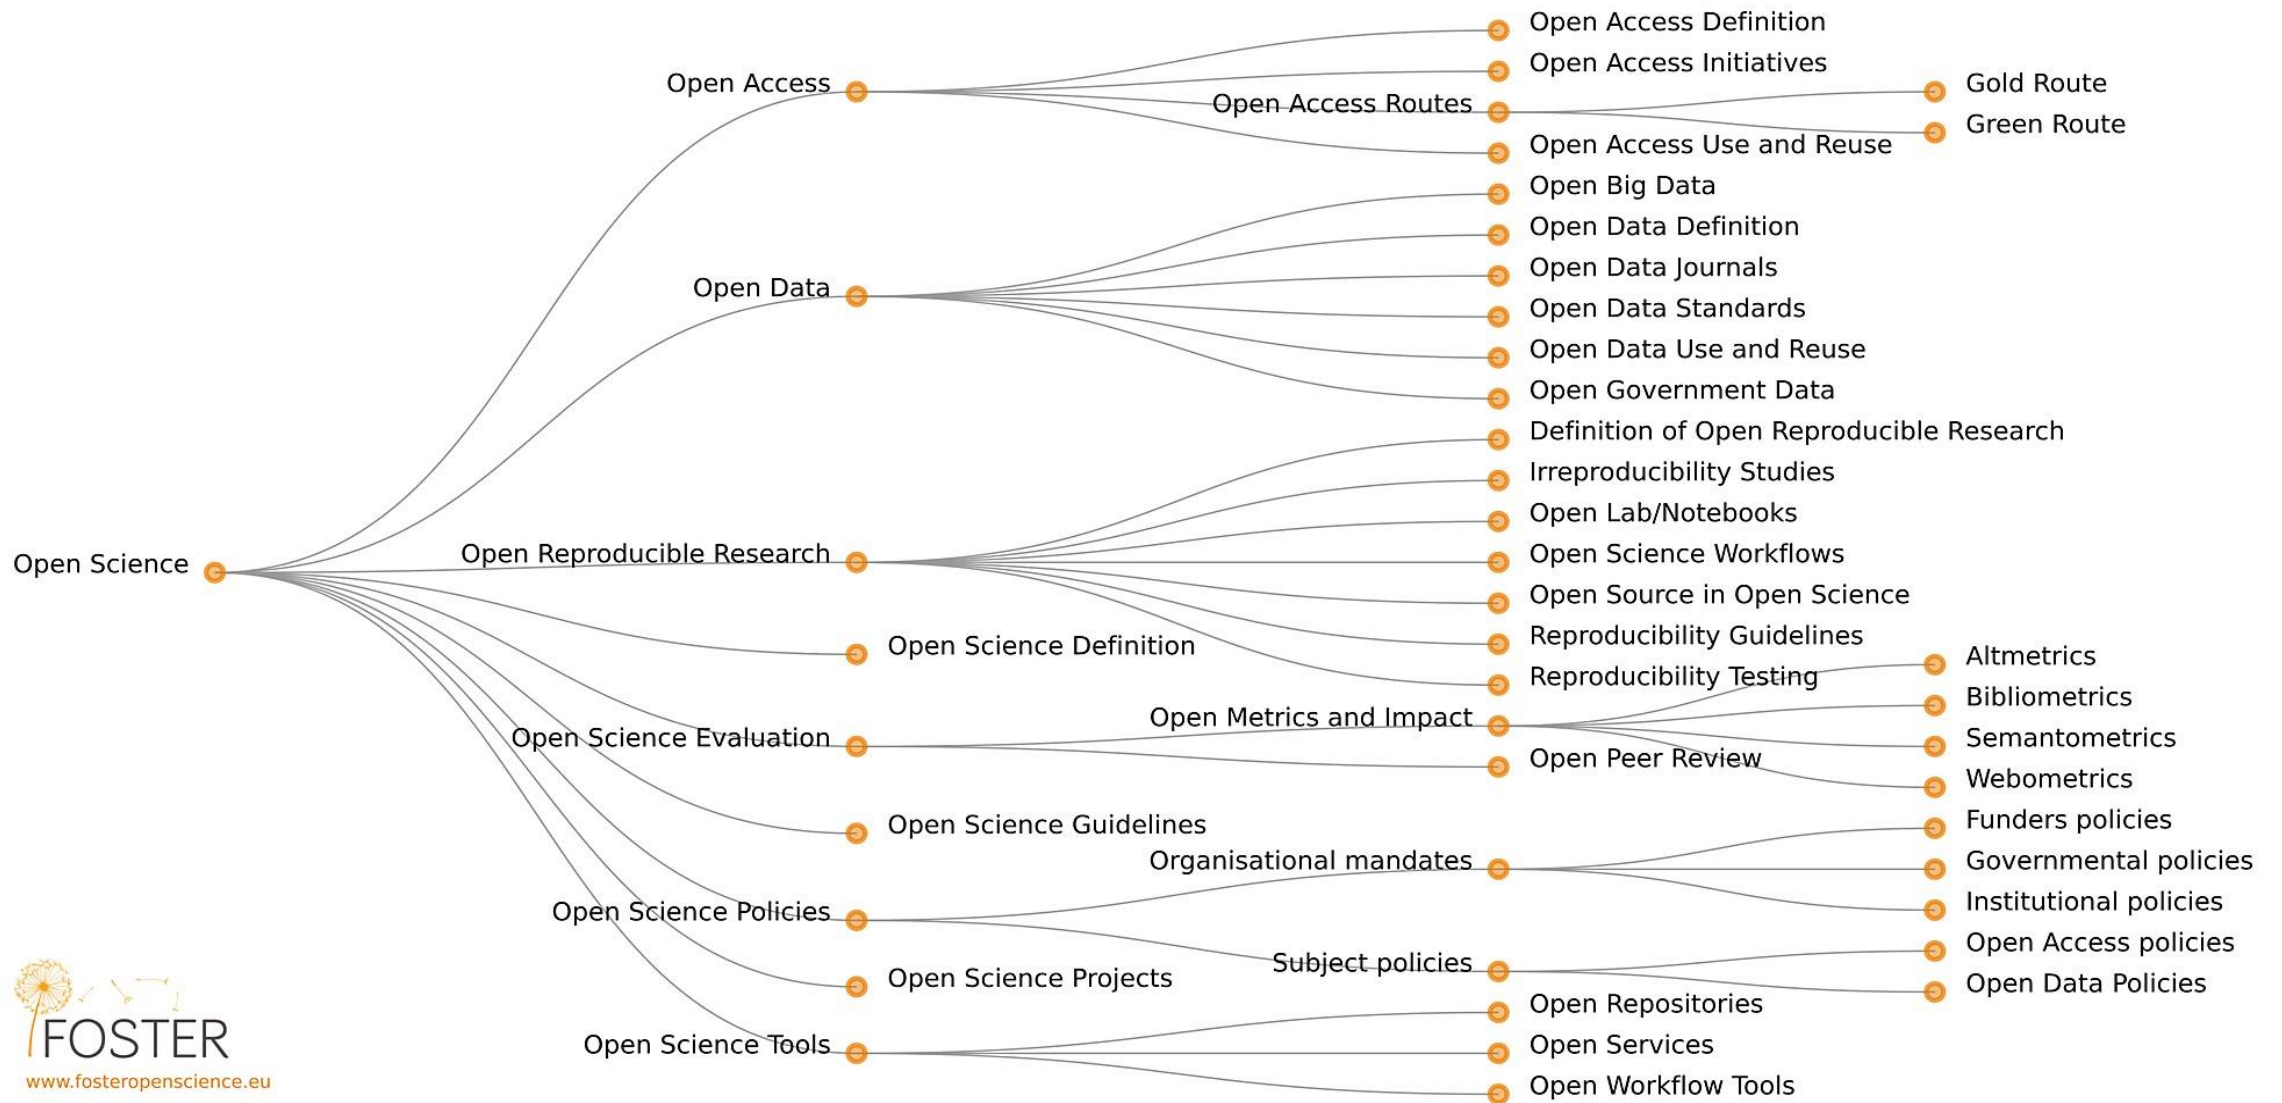 Open Science
Open Access
Open Access Definition
Open Access Initiatives
Open Access Routes
Gold Route
Green Route
Open Access Use and Reuse
Open Data
Open Big Data
Open Data Definition
Open Data Journals
Open Data Standards
Open Data Use and Reuse
Open Government Data
Open Reproducible Research
Definition of Open Reproducible Research
Irreproducibility Studies
Open Lab/Notebooks
Open Science Workflows
Open Source in Open Science
Reproducibility Guidelines
Reproducibility Testing
Open Science Definition
Open Science Evaluation
Open Metrics and Impact
Altmetrics
Bibliometrics
Semantometrics
Webometrics
Open Peer Review
Open Science Guidelines
Open Science Policies
Organisational mandates
Funders policies
Governmental policies
Institutional policies
Subject policies
Open Access policies
Open Data Policies
Open Science Projects
Open Science Tools
Open Repositories
Open Services
Open Workflow Tools
FOSTER
www.fosteropenscience.eu